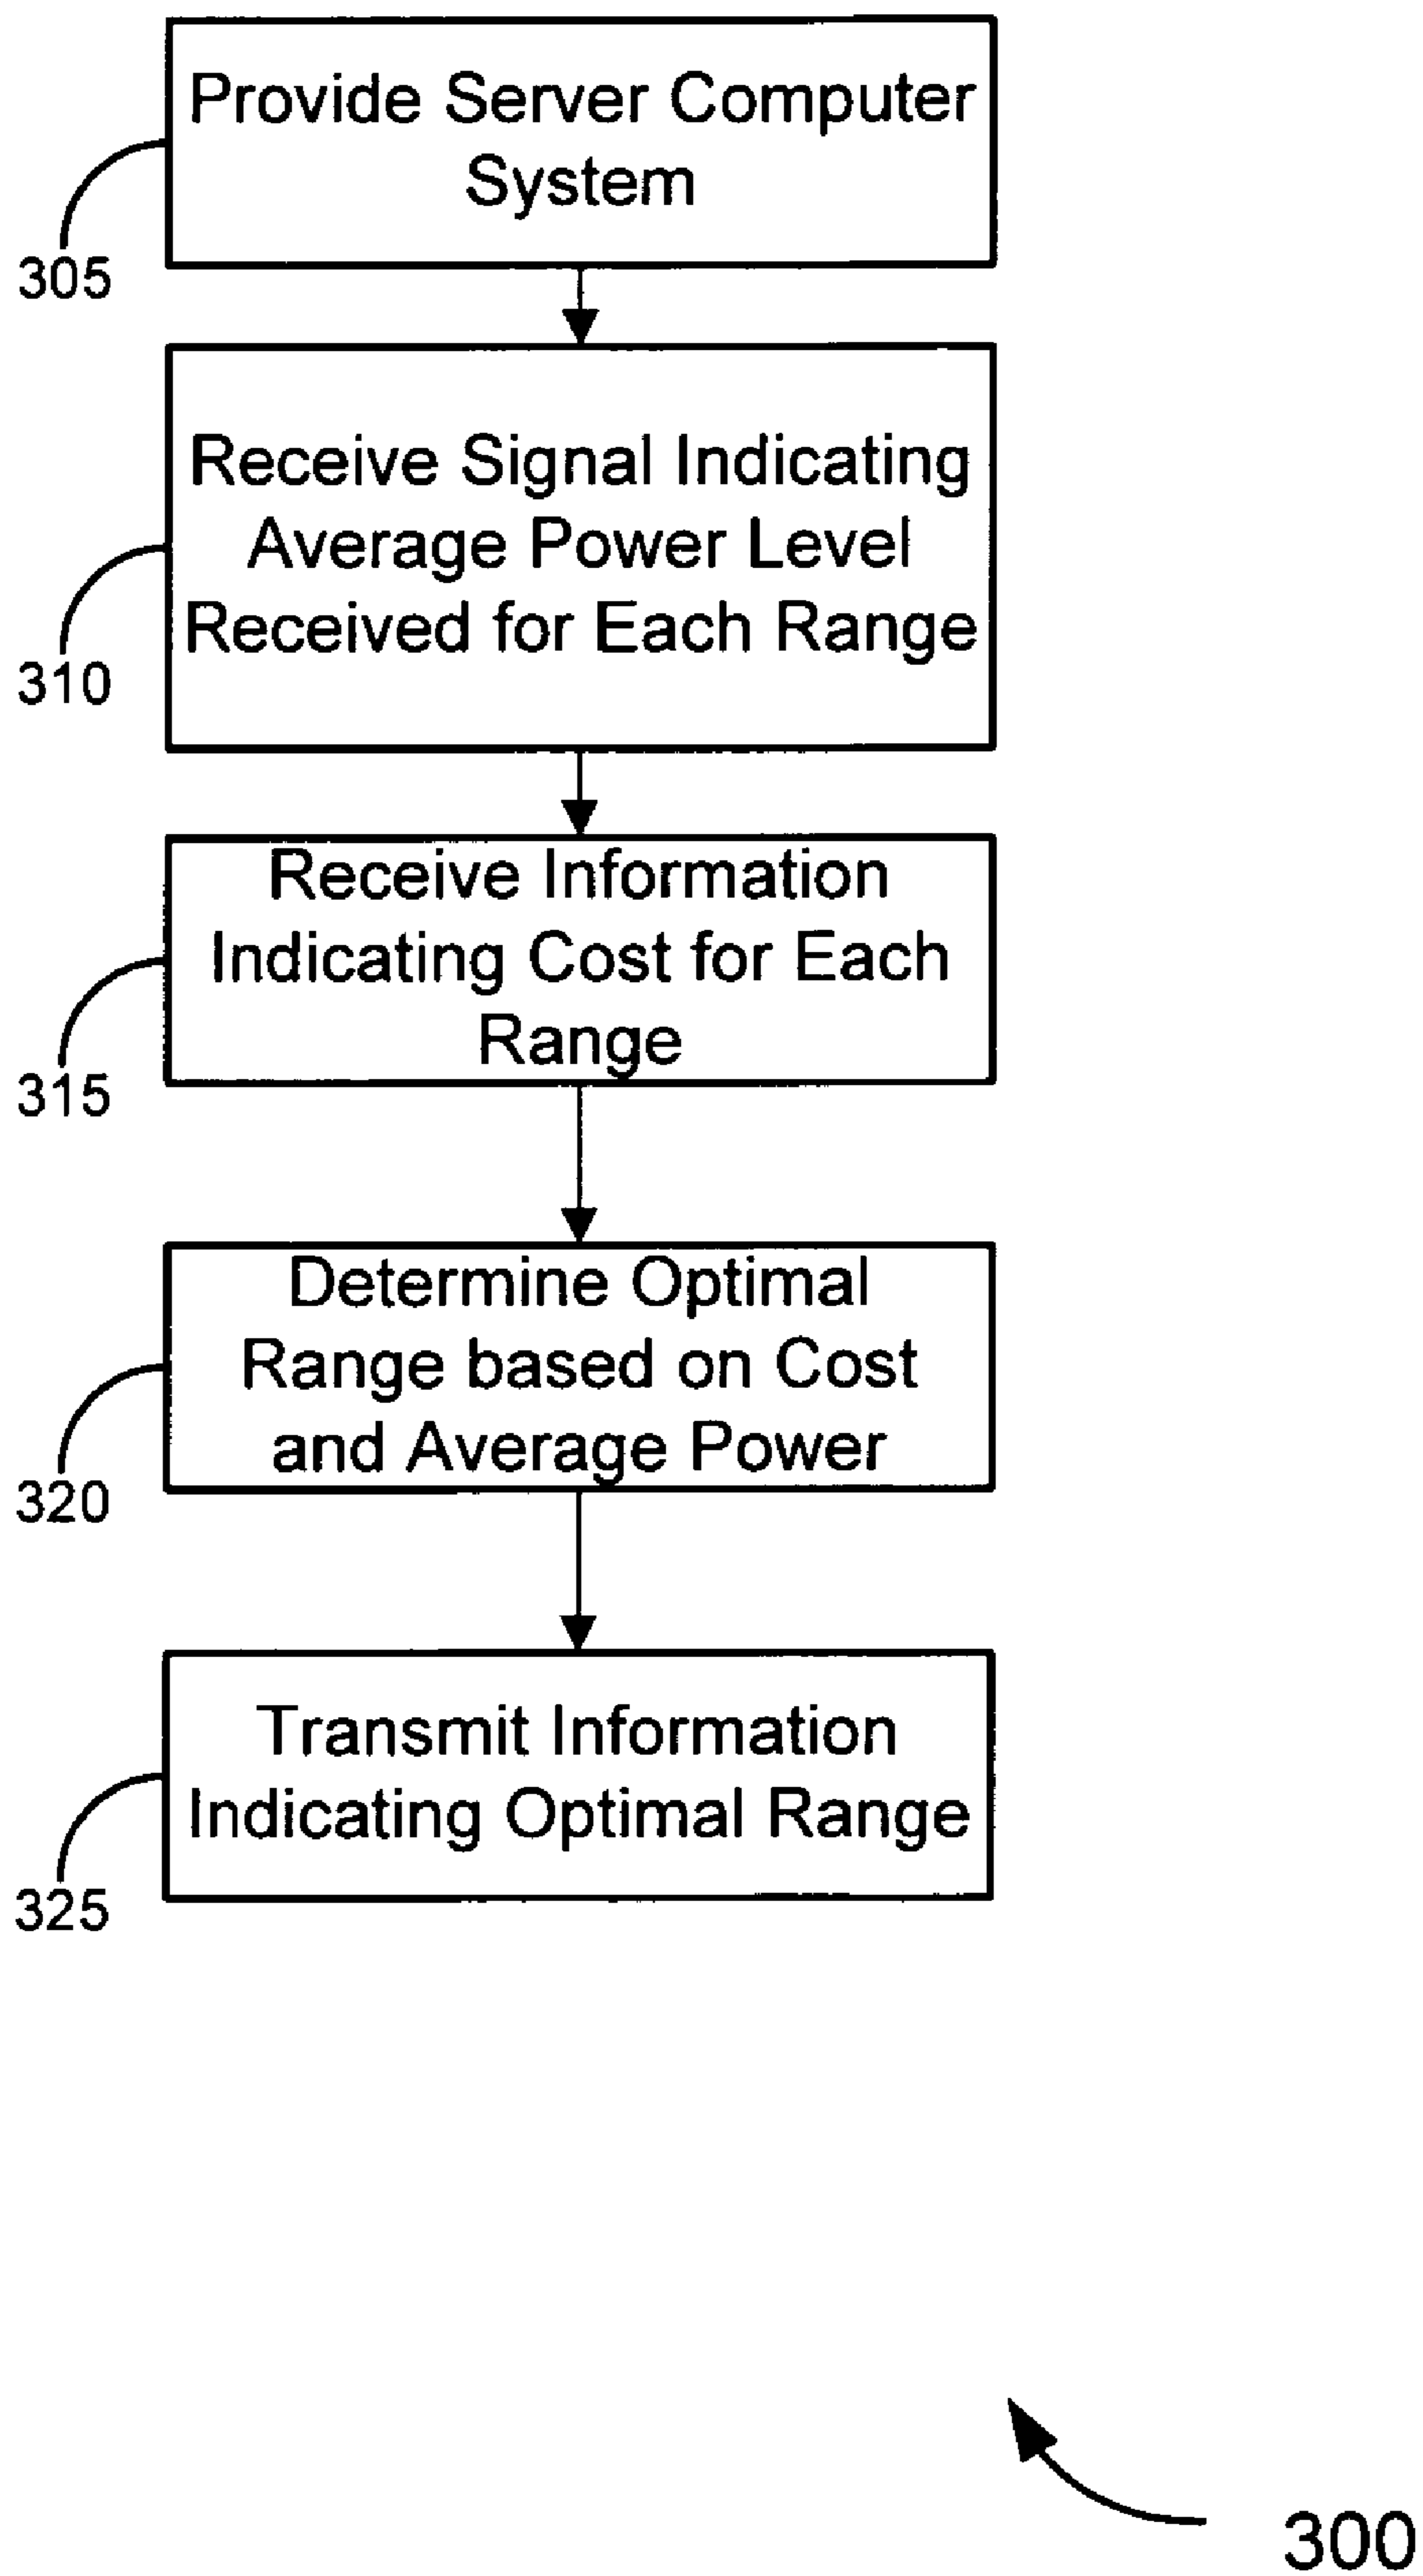 Provide Server Computer
System
305
Receive Signal Indicating
Average Power Level
Received for Each Range
310
Receive Information
Indicating Cost for Each
Range
315
Determine Optimal
Range based on Cost
and Average Power
320
Transmit Information
Indicating Optimal Range
325
300